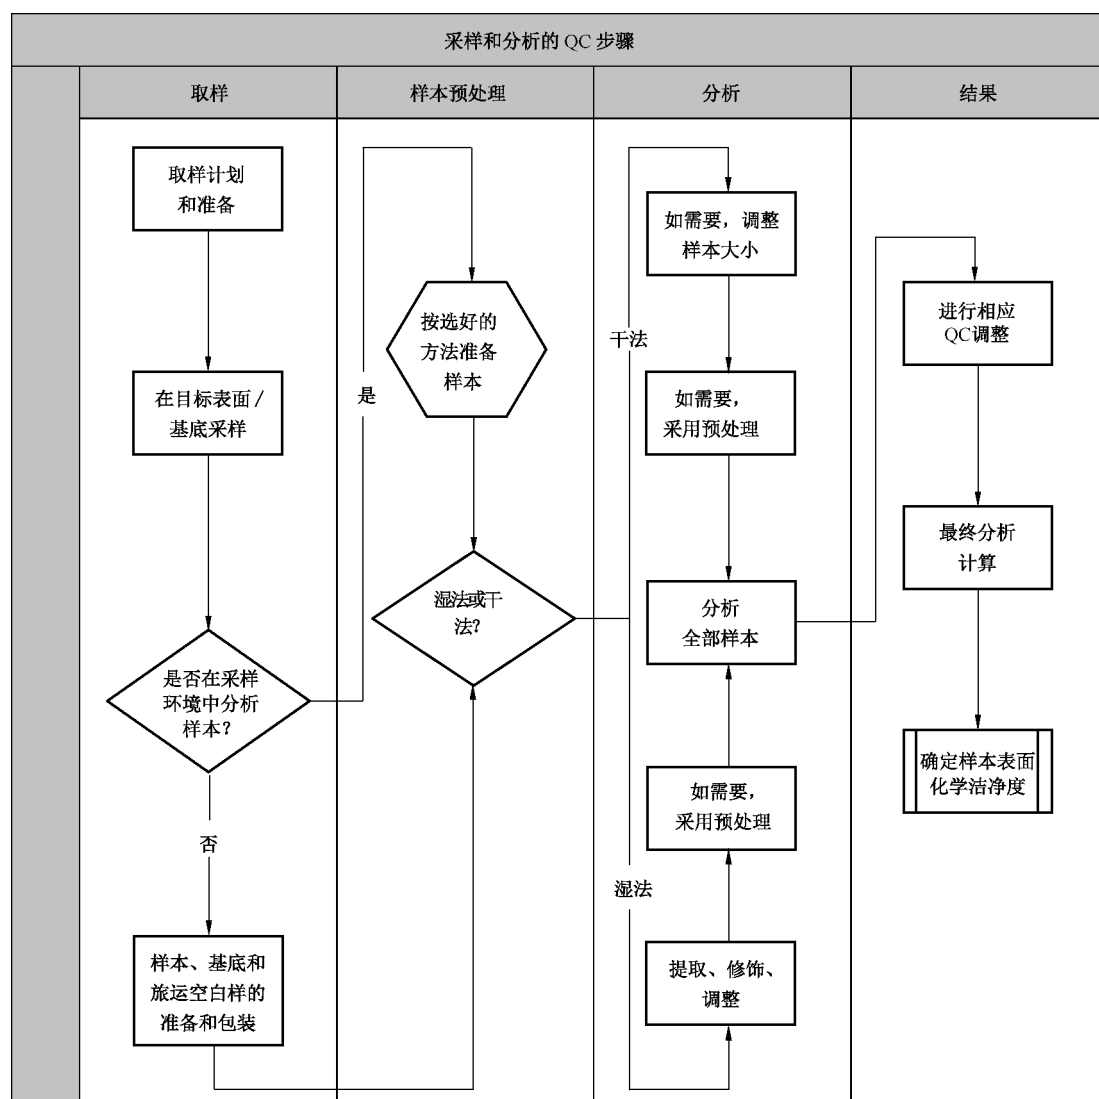 采样和分析的 QC 步骤
取样
样本预处理
分析
结果
取样计划
和准备
在目标表面/
基底采样
是否在采样
环境中分析
样本?
否
样本、基底和
旅运空白样的
准备和包装
是
按选好的
方法准备
样本
湿法或干
法?
干法
湿法
如需要，调整
样本大小
如需要，
采用预处理
分析
全部样本
如需要，
采用预处理
提取、修饰、
调整
进行相应
QC调整
最终分析
计算
确定样本表面
化学洁净度